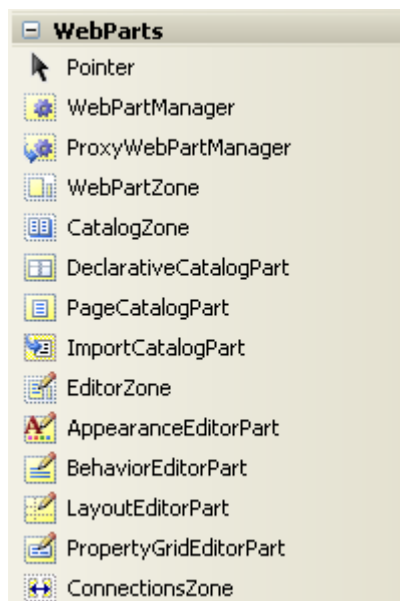 WebParts
Pointer
WebPartManager
ProxyWebPartManager
WebPartZone
CatalogZone
DeclarativeCatalogPart
PageCatalogPart
ImportCatalogPart
EditorZone
AppearanceEditorPart
BehaviorEditorPart
LayoutEditorPart
PropertyGridEditorPart
ConnectionsZone